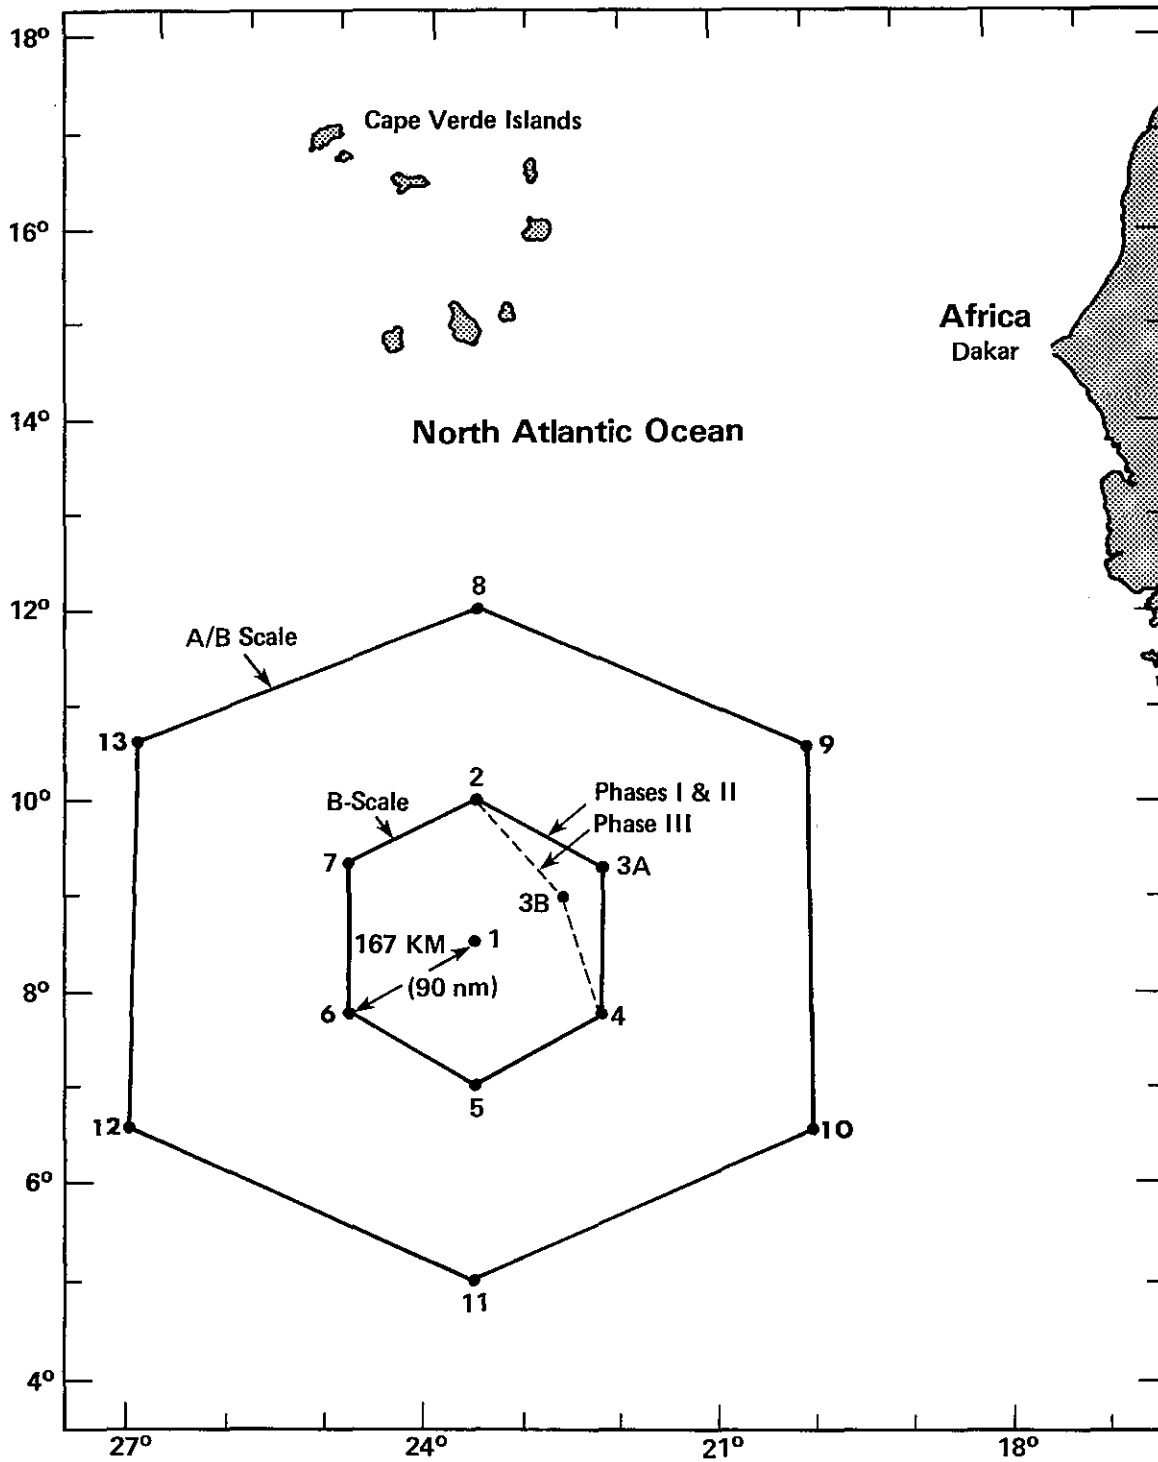 18°
Cape Verde Islands
16°
Africa
Dakar
14°
North Atlantic Ocean
12°
8
A/B Scale
13
9
10°
2
Phases I & II
B-Scale
Phase III
7
3A
3B
167 KM
1
8°
(90 nm)
6
4
5
12
10
6°
11
4°
27°
24°
21°
18°